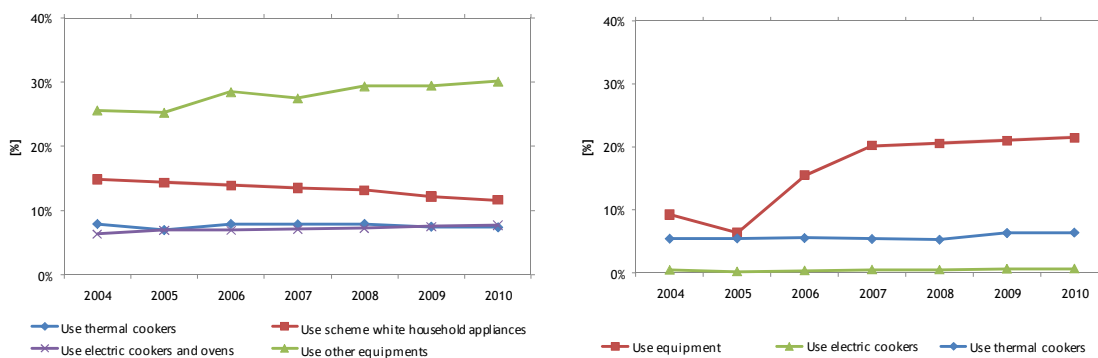 40%
30%
20%
10%
0%
[%]
2004 2005 2006 2007 2008 2009 2010
Use thermal cookers
Use scheme white household appliances
Use electric cookers and ovens
Use other equipments
40%
30%
20%
10%
0%
[%]
2004 2005 2006 2007 2008 2009 2010
Use equipment
Use electric cookers
Use thermal cookers